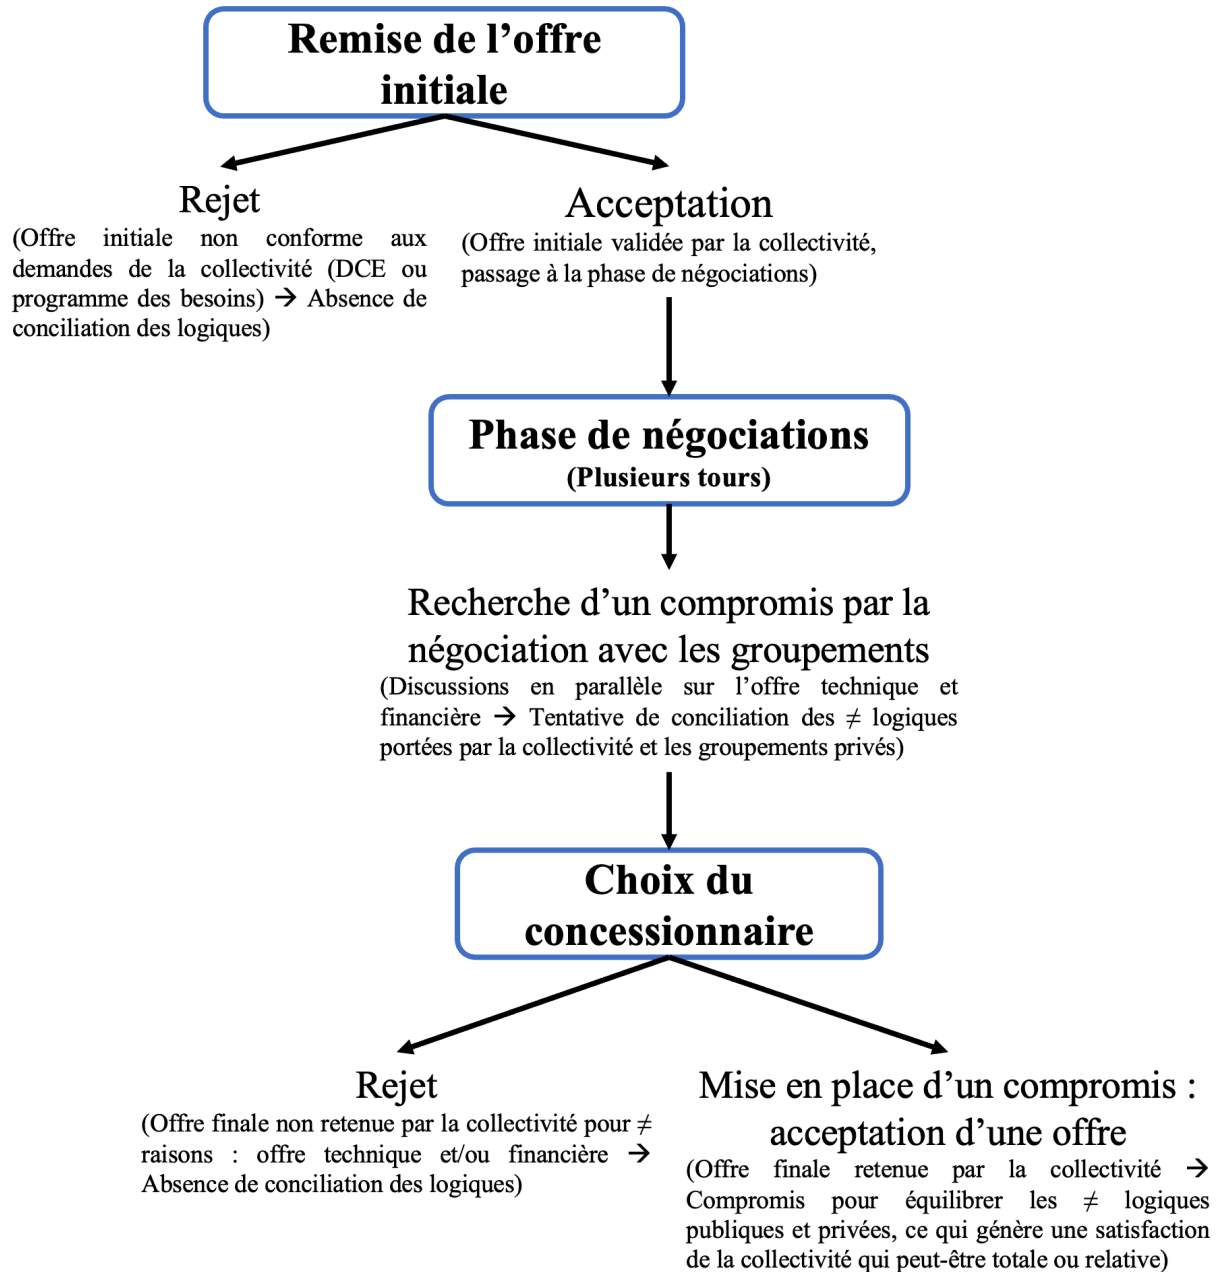 Remise de l’offre
initiale
Rejet
(Offre initiale non conforme aux
demandes de la collectivité (DCE ou
programme des besoins) → Absence de
conciliation des logiques)
Acceptation
(Offre initiale validée par la collectivité,
passage à la phase de négociations)
Phase de négociations
(Plusieurs tours)
Recherche d’un compromis par la
négociation avec les groupements
(Discussions en parallèle sur l’offre technique et
financière → Tentative de conciliation des ≠ logiques
portées par la collectivité et les groupements privés)
Choix du
concessionnaire
Rejet
(Offre finale non retenue par la collectivité pour ≠
raisons : offre technique et/ou financière →
Absence de conciliation des logiques)
Mise en place d’un compromis :
acceptation d’une offre
(Offre finale retenue par la collectivité →
Compromis pour équilibrer les ≠ logiques
publiques et privées, ce qui génère une satisfaction
de la collectivité qui peut-être totale ou relative)